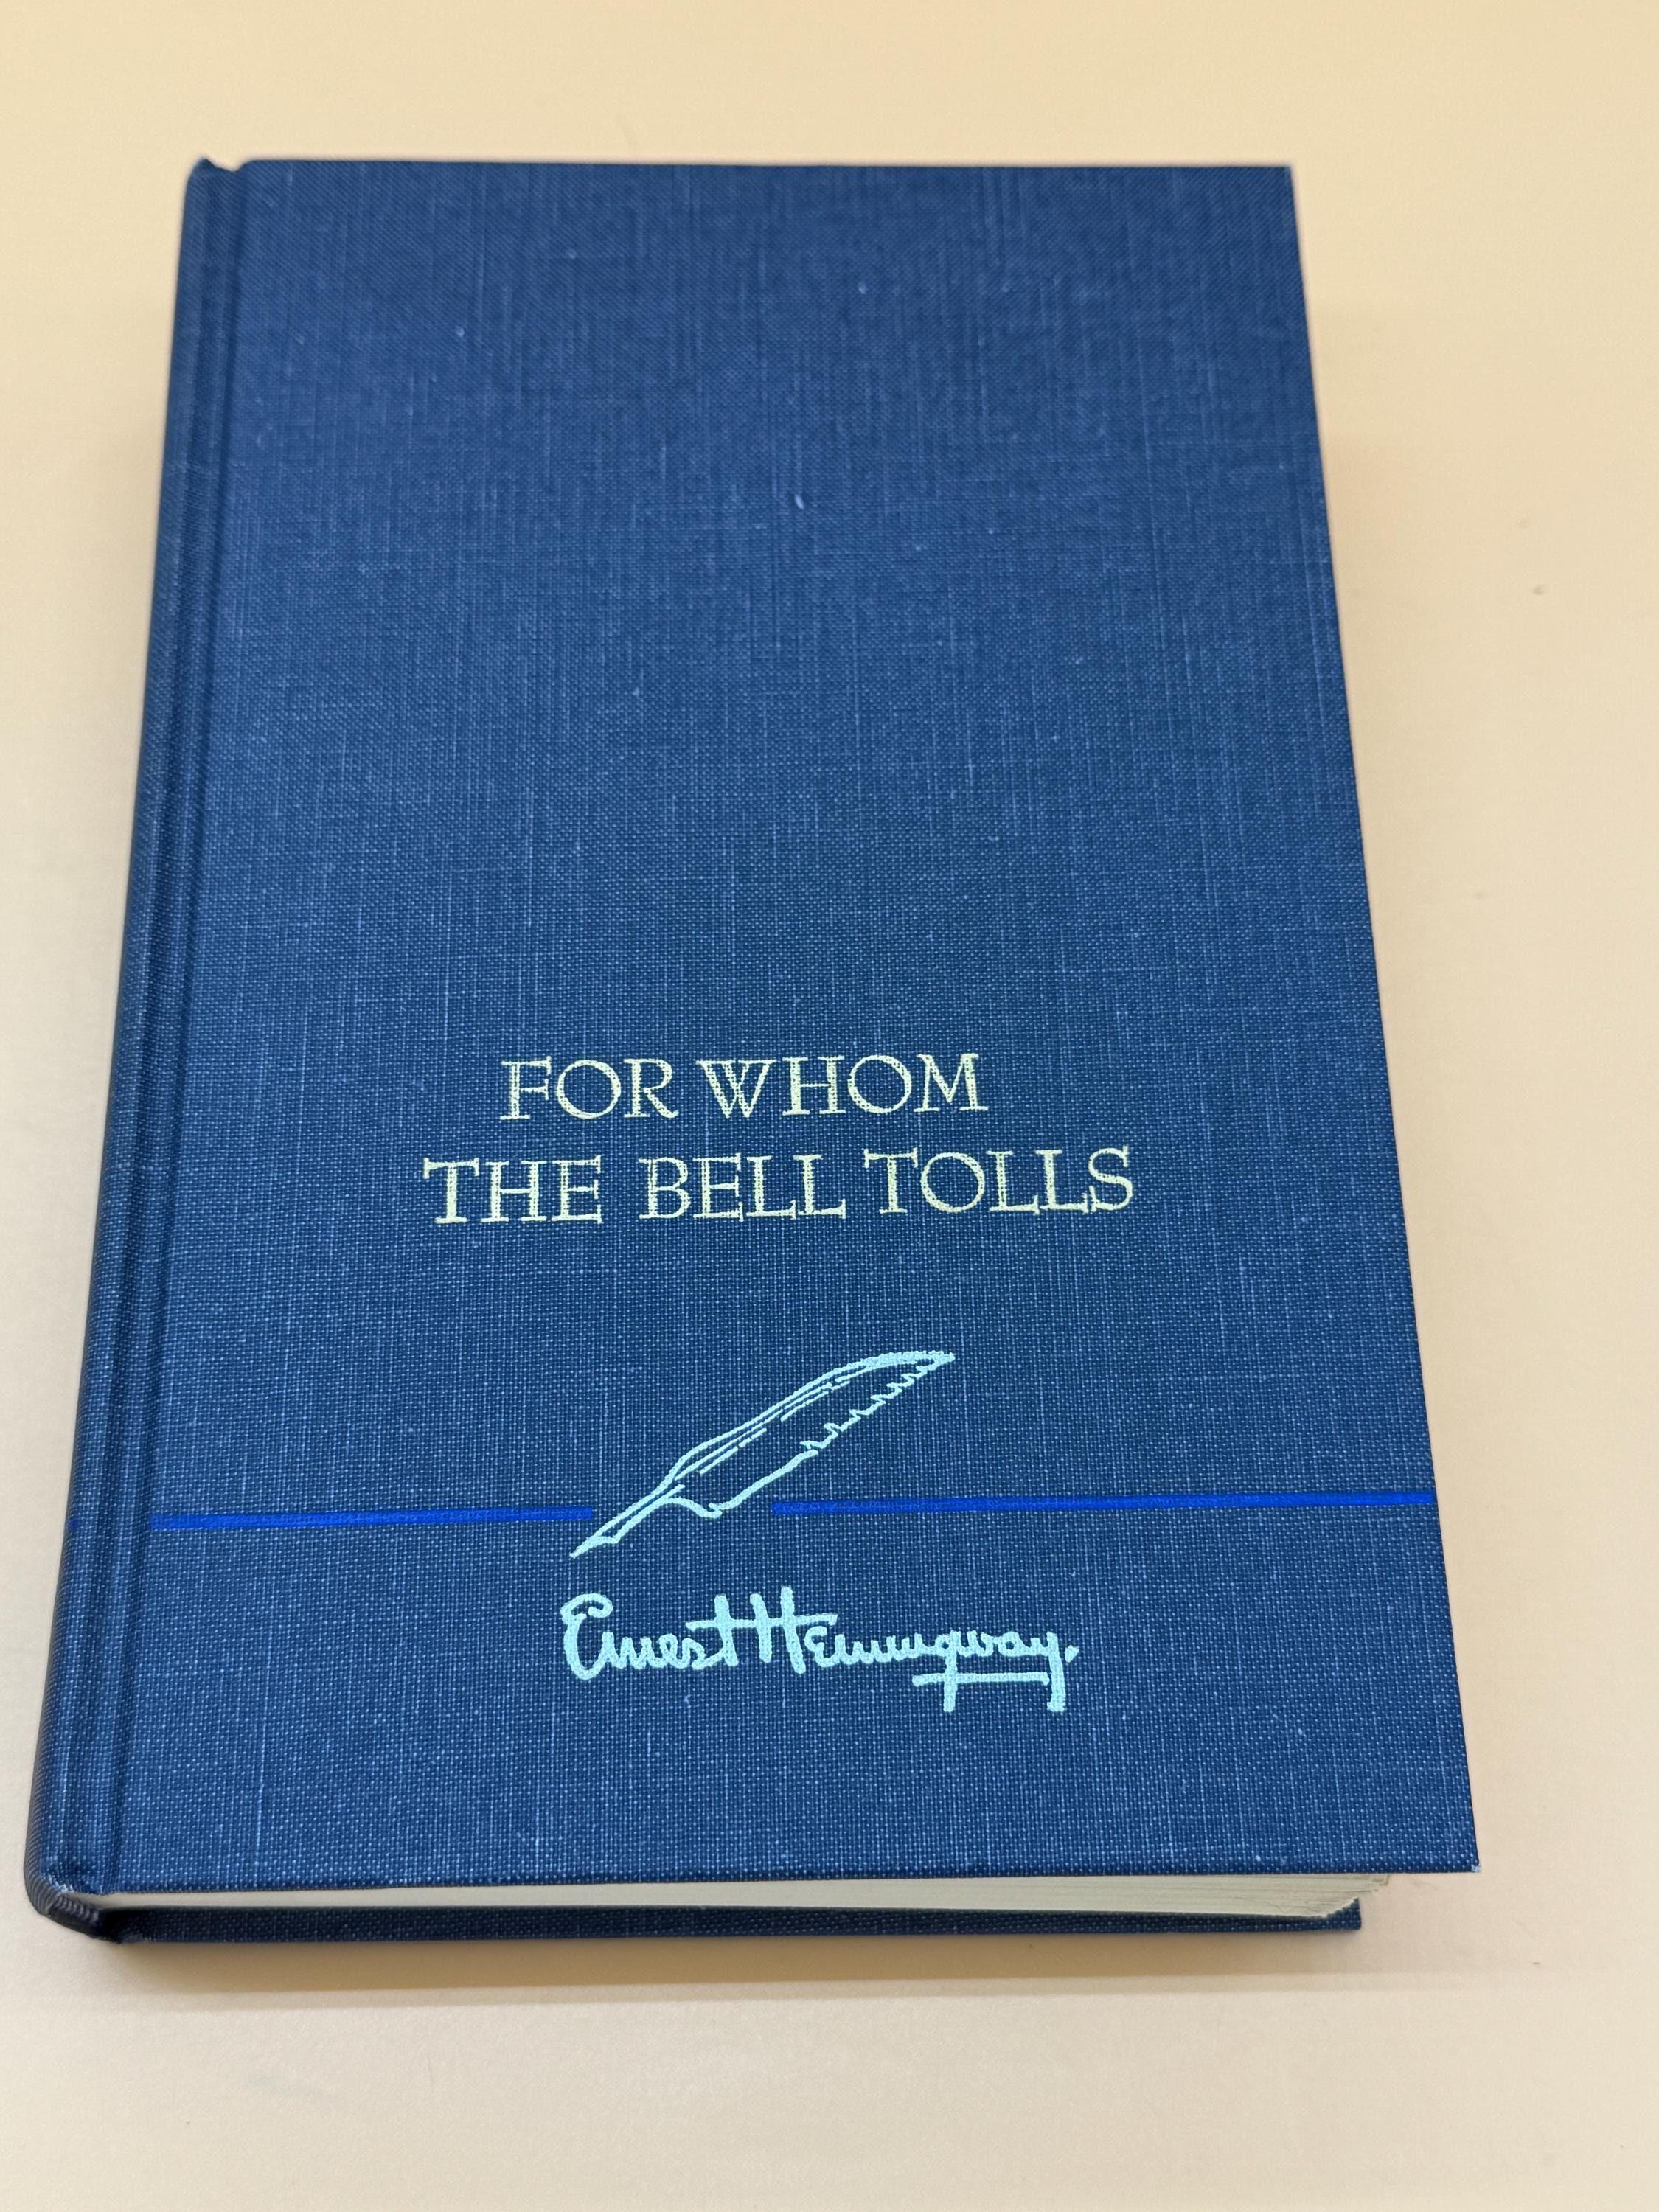 FOR WHOM
THE BELL TOLLS
Ernest Hemingway.